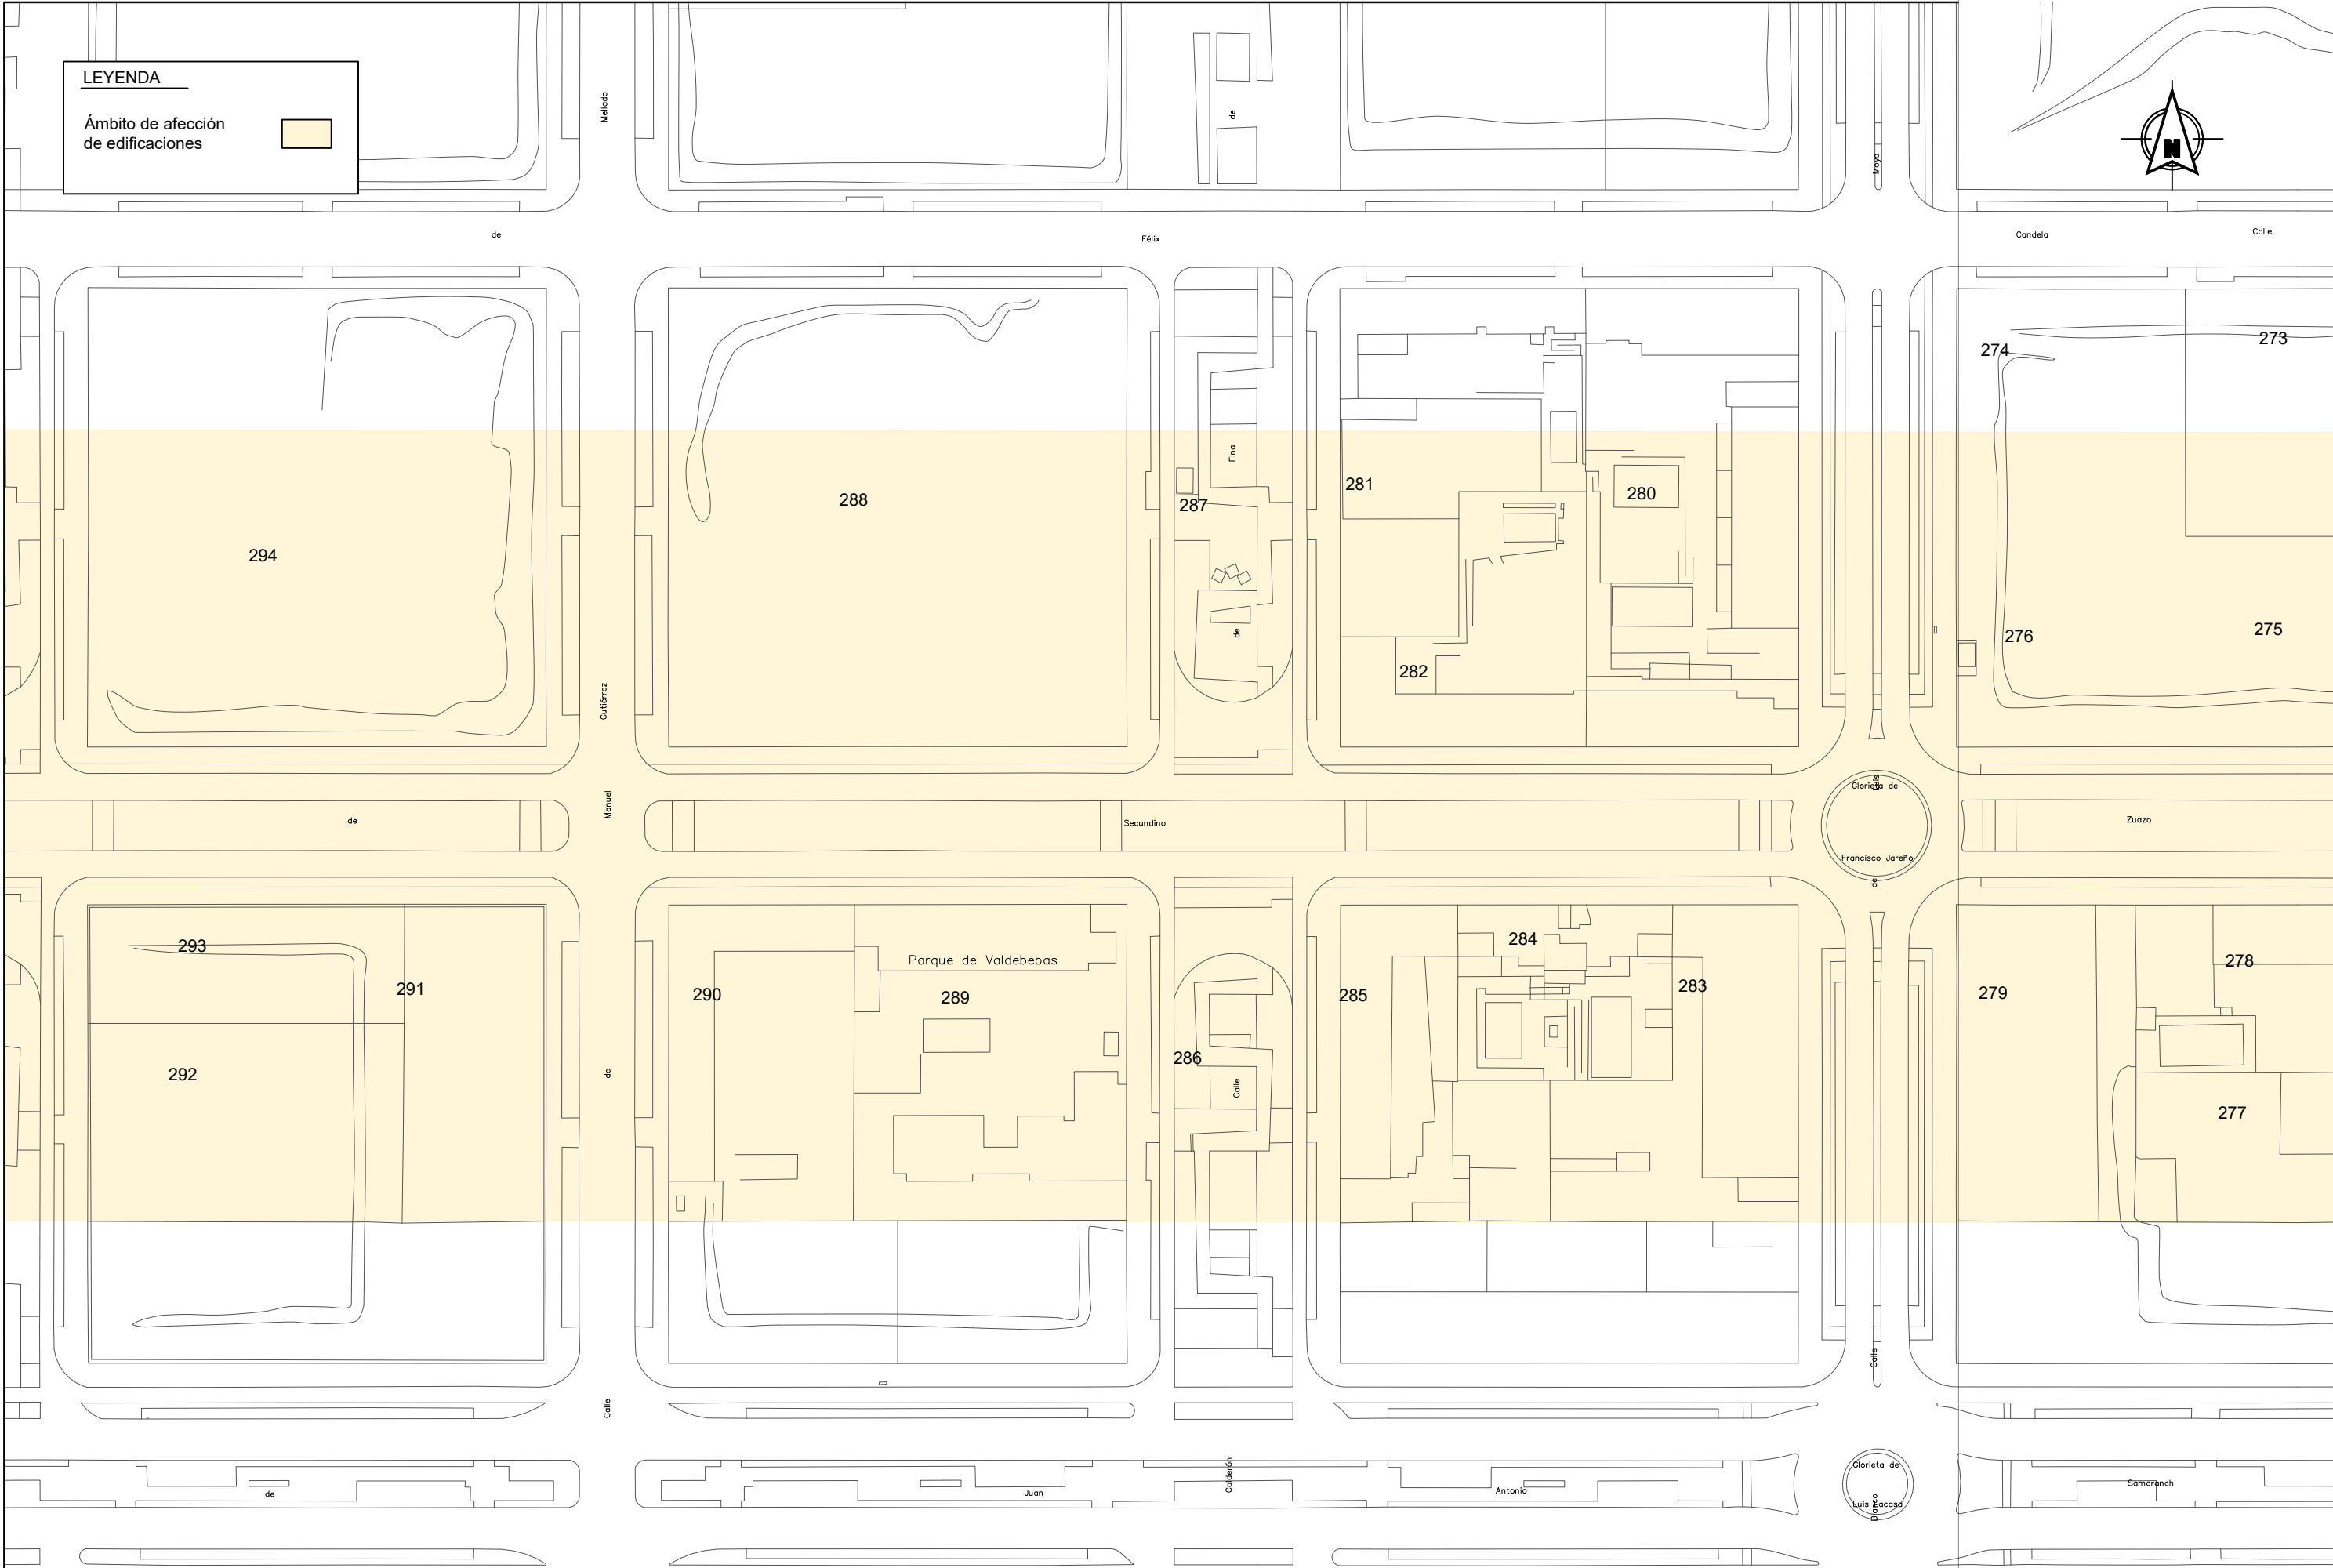 LEYENDA
Ámbito de afección
de edificaciones
Mellado
de
Moya
N
de
Félix
Candela
Calle
273
274
Fina
281
280
288
287
294
de
276
275
282
Gutiérrez
Manuel
de
Secundino
Glorieta de
Luis
Francisco Jareño
Zuazo
de
293
291
292
290
Parque de Valdebebas
289
284
285
283
278
279
286
de
Calle
277
Calle
Calle
Calderón
de
Juan
Antonio
Glorieta de
Luis Lacasa
Blanco
Samaranch